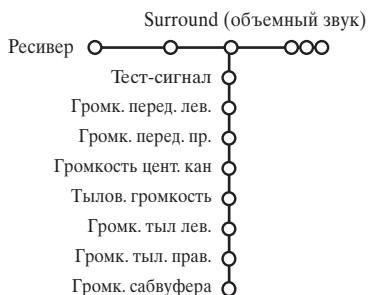 Surround (объемный звук)
Ресивер
Тест-сигнал
Громк. перед. лев.
Громк. перед. пр.
Громкость цент. кан
Тылов. громкость
Громк. тыл лев.
Громк. тыл. прав.
Громк. сабвуфера